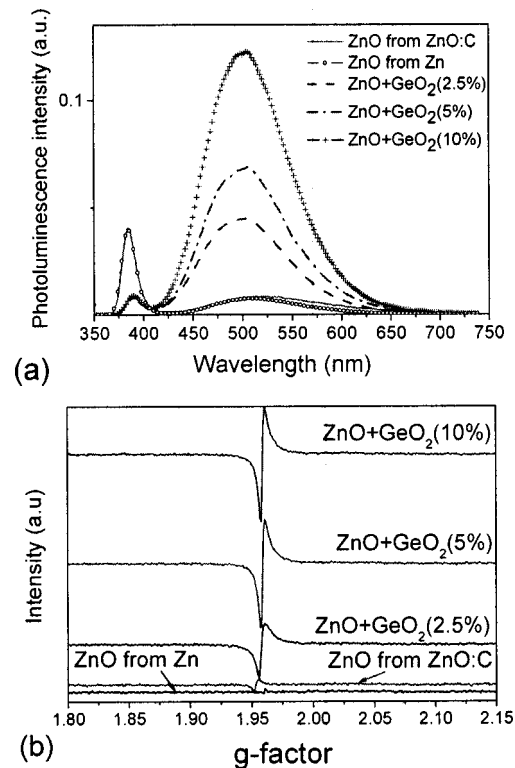 Photoluminescence intensity (a.u.)
0.1
ZnO from ZnO:C
ZnO from Zn
ZnO+GeO₂(2.5%)
ZnO+GeO₂(5%)
ZnO+GeO₂(10%)
350 400 450 500 550 600 650 700 750
Wavelength (nm)
(a)
Intensity (a.u)
ZnO+GeO₂(10%)
ZnO+GeO₂(5%)
ZnO+GeO₂(2.5%)
ZnO from Zn
ZnO from ZnO:C
1.80 1.85 1.90 1.95 2.00 2.05 2.10 2.15
g-factor
(b)